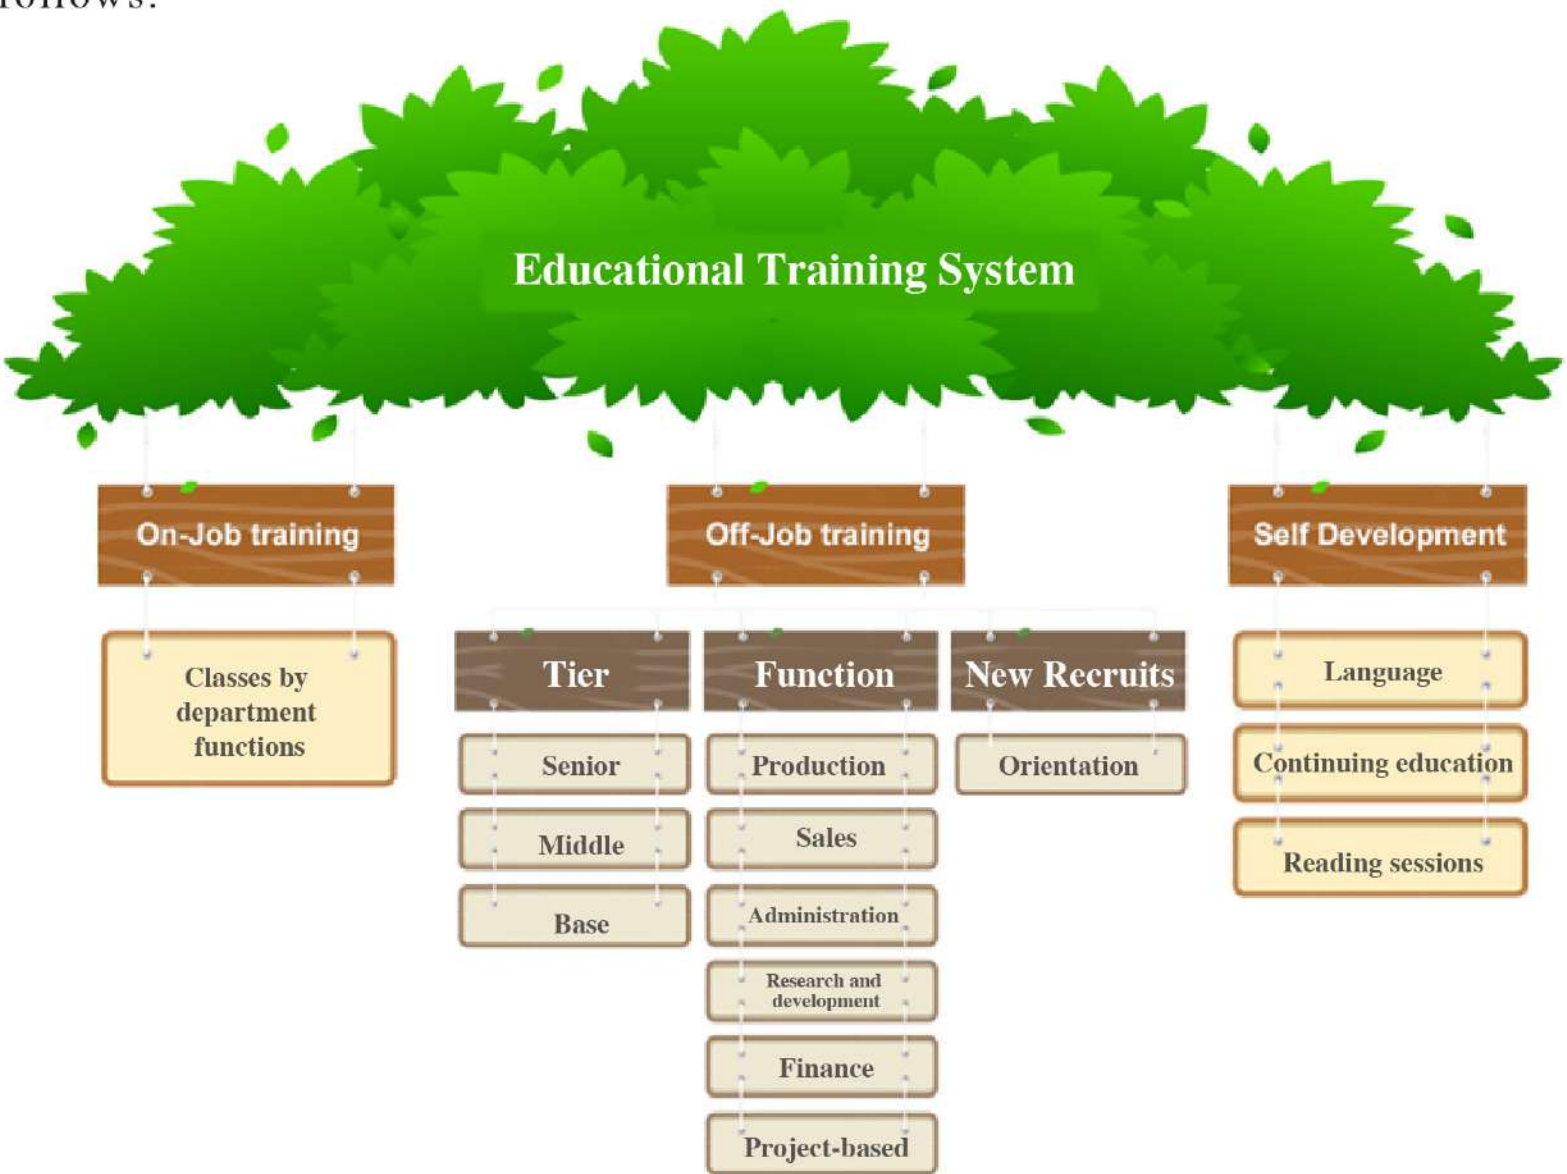 follows:
Educational Training System
On-Job training
Classes by
department
functions
Off-Job training
Tier
Senior
Middle
Base
Function
Production
Sales
Administration
Research and
development
Finance
Project-based
New Recruits
Orientation
Self Development
Language
Continuing education
Reading sessions